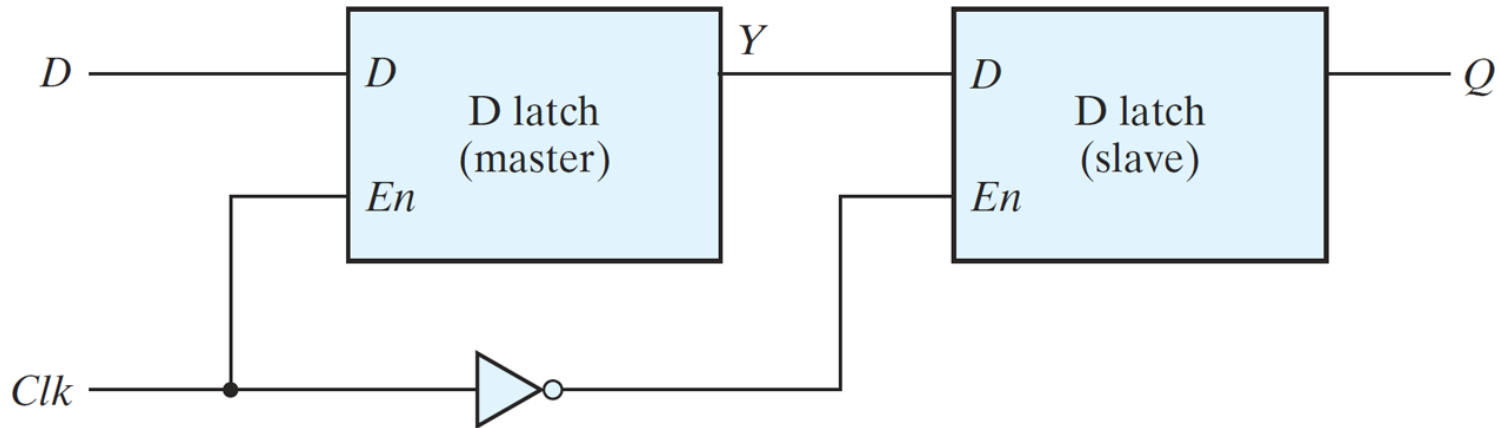 D
D
D latch
(master)
En
Y
D
D latch
(slave)
En
Q
Clk